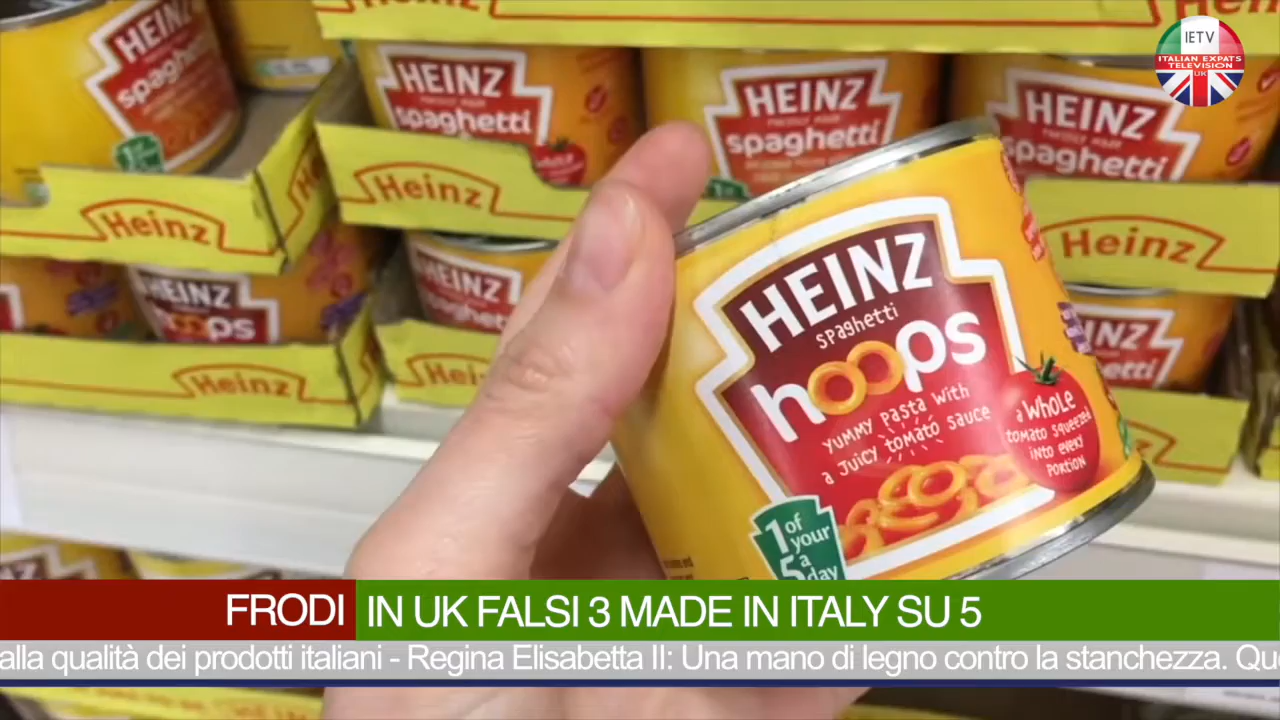 HEINZ
spaghetti
HEINZ
spaghetti
HEINZ
spaghetti
HEINZ
spaghetti
IETV
ITALIAN EXPATS
TELEVISION
UK
Heinz
Heinz
Heinz
HEINZ
hoops
HEINZ
Heinz
HEINZ
spaghetti
hoops
yummy pasta with
a juicy tomato sauce
a whole
tomato squeezed
into every
portion
1 of
your
5 a
day
FRODI IN UK FALSI 3 MADE IN ITALY SU 5
alla qualità dei prodotti italiani - Regina Elisabetta II: Una mano di legno contro la stanchezza. Que